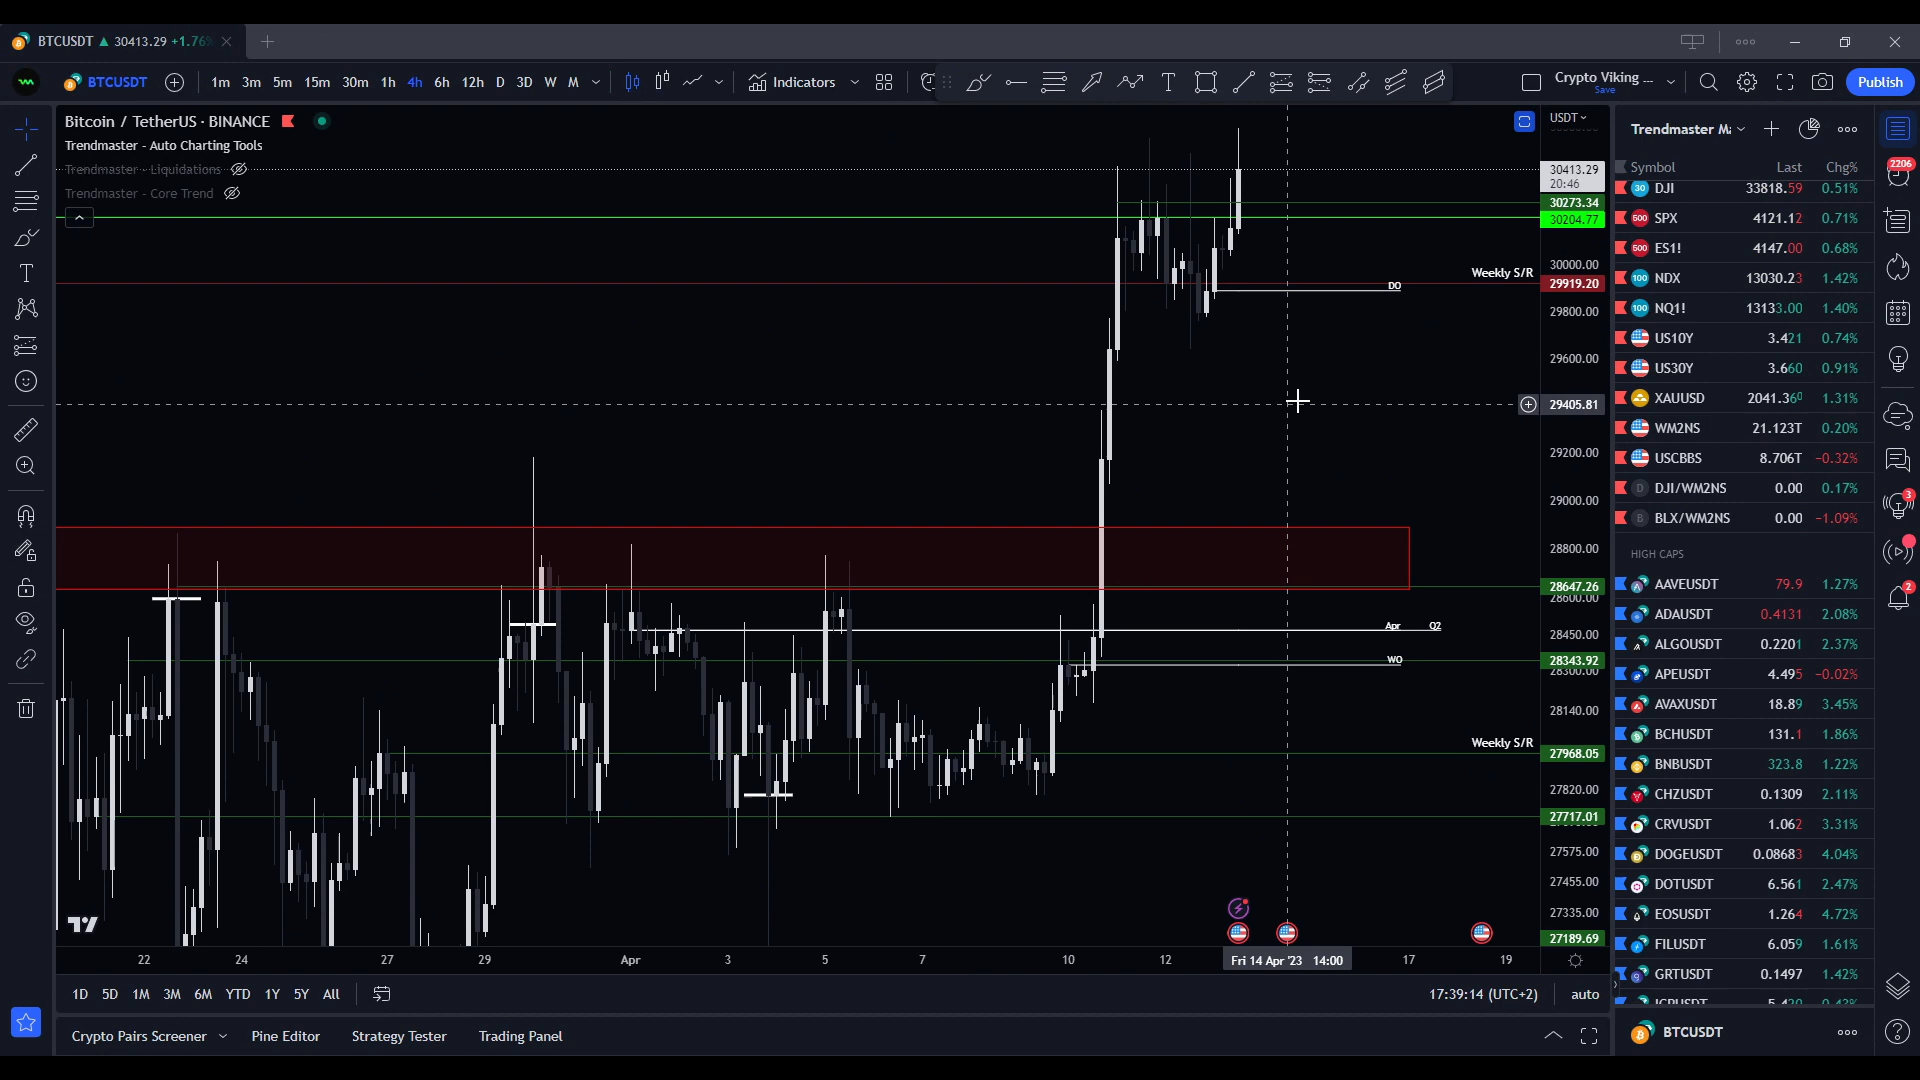 BTCUSDT ▲ 30413.29 +1.76%
BTCUSDT 1m 3m 5m 15m 30m 1h 4h 6h 12h D 3D W M Indicators Crypto Viking ... Save Publish
Bitcoin / TetherUS · BINANCE
Trendmaster - Auto Charting Tools
Trendmaster - Liquidations
Trendmaster - Core Trend
USDT
30413.29
20:46
30273.34
30204.77
30000.00
Weekly S/R
29919.20
DO
29800.00
29600.00
29405.81
29200.00
29000.00
28800.00
28647.26
28600.00
28450.00
Apr Q2
WO
28343.92
28300.00
28140.00
Weekly S/R
27968.05
27820.00
27717.01
27575.00
27455.00
27335.00
27189.69
22 24 27 29 Apr 3 5 7 10 12 Fri 14 Apr '23 14:00 17 19
1D 5D 1M 3M 6M YTD 1Y 5Y All 17:39:14 (UTC+2) auto
Crypto Pairs Screener Pine Editor Strategy Tester Trading Panel
Trendmaster M
Symbol Last Chg%
DJI 33818.59 0.51%
SPX 4121.12 0.71%
ES1! 4147.00 0.68%
NDX 13030.23 1.42%
NQ1! 13133.00 1.40%
US10Y 3.421 0.74%
US30Y 3.660 0.91%
XAUUSD 2041.360 1.31%
WM2NS 21.123T 0.20%
USCBBS 8.706T −0.32%
DJI/WM2NS 0.00 0.17%
BLX/WM2NS 0.00 −1.09%
HIGH CAPS
AAVEUSDT 79.9 1.27%
ADAUSDT 0.4131 2.08%
ALGOUSDT 0.2201 2.37%
APEUSDT 4.495 −0.02%
AVAXUSDT 18.89 3.45%
BCHUSDT 131.1 1.86%
BNBUSDT 323.8 1.22%
CHZUSDT 0.1309 2.11%
CRVUSDT 1.062 3.31%
DOGEUSDT 0.08683 4.04%
DOTUSDT 6.561 2.47%
EOSUSDT 1.264 4.72%
FILUSDT 6.059 1.61%
GRTUSDT 0.1497 1.42%
BTCUSDT
2206
3
2